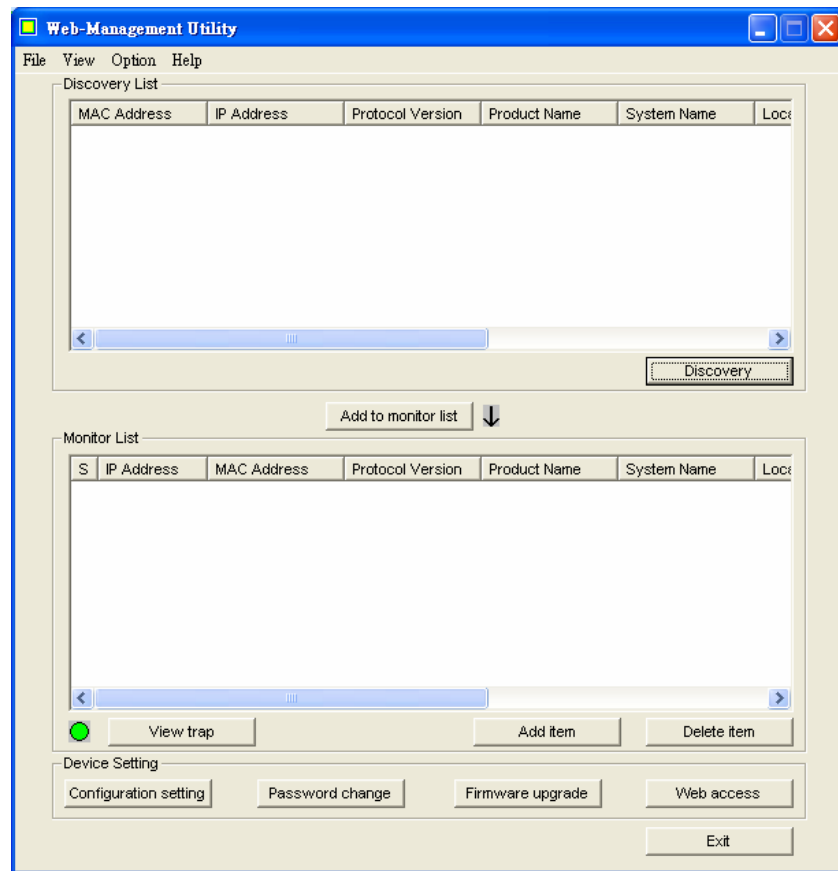 Web-Management Utility
File View Option Help
Discovery List
MAC Address IP Address Protocol Version Product Name System Name Loca
Discovery
Add to monitor list
Monitor List
S IP Address MAC Address Protocol Version Product Name System Name Loca
View trap Add item Delete item
Device Setting
Configuration setting Password change Firmware upgrade Web access
Exit